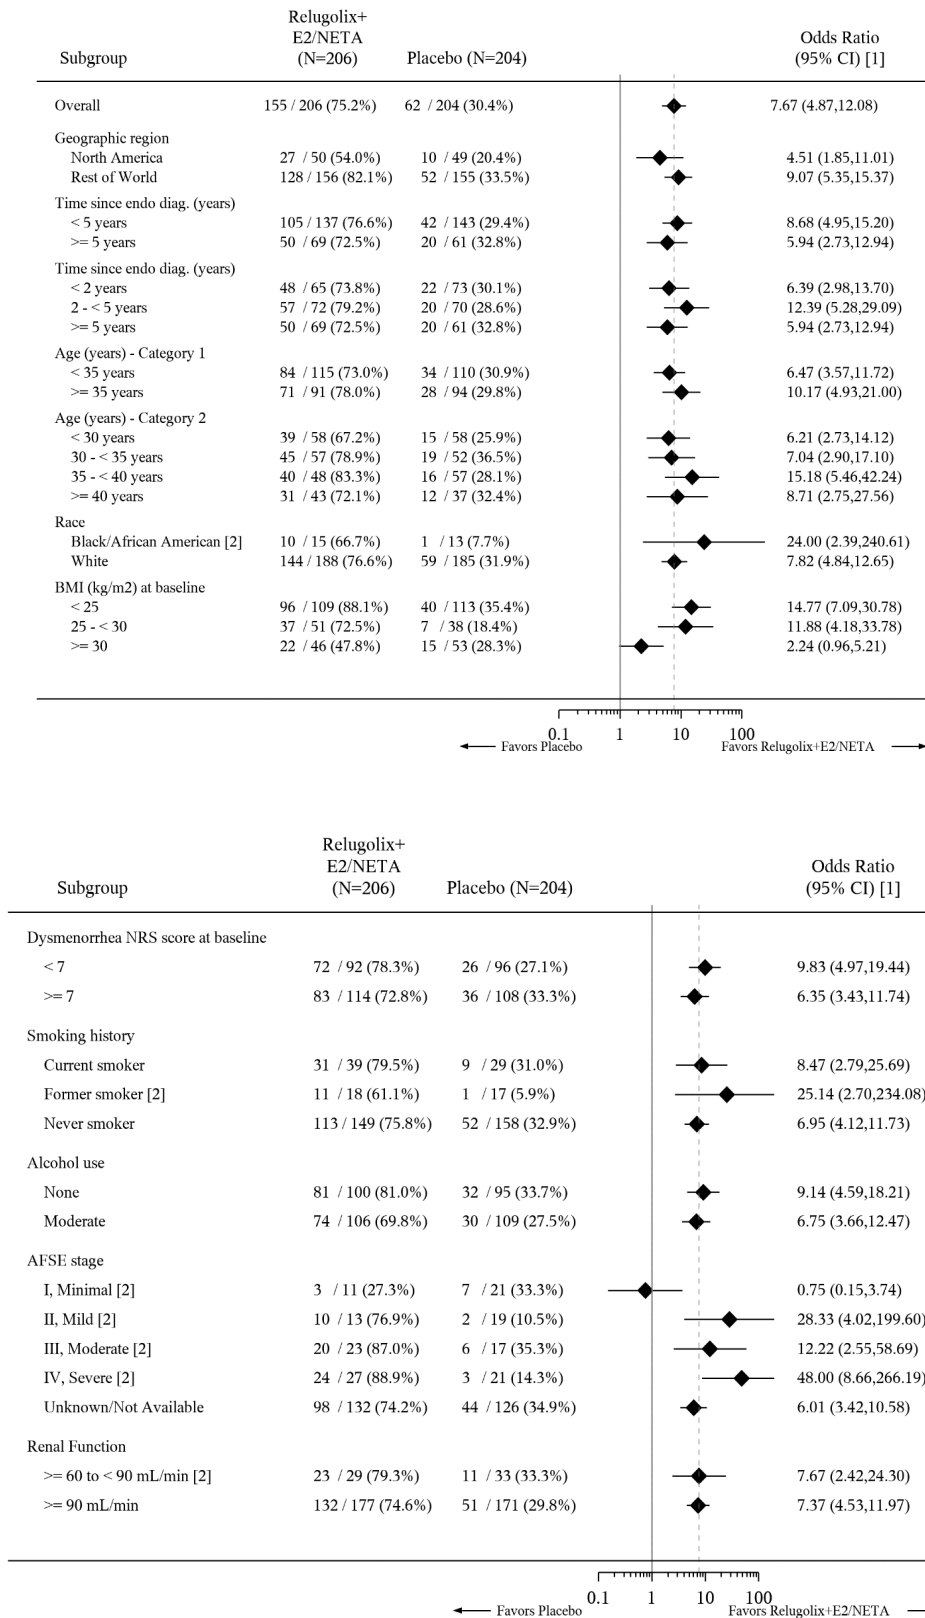 Relugolix+
E2/NETA
Subgroup (N=206) Placebo (N=204) Odds Ratio (95% CI) [1]
Overall 155 / 206 (75.2%) 62 / 204 (30.4%) 7.67 (4.87,12.08)
Geographic region
North America 27 / 50 (54.0%) 10 / 49 (20.4%) 4.51 (1.85,11.01)
Rest of World 128 / 156 (82.1%) 52 / 155 (33.5%) 9.07 (5.35,15.37)
Time since endo diag. (years)
< 5 years 105 / 137 (76.6%) 42 / 143 (29.4%) 8.68 (4.95,15.20)
>= 5 years 50 / 69 (72.5%) 20 / 61 (32.8%) 5.94 (2.73,12.94)
Time since endo diag. (years)
< 2 years 48 / 65 (73.8%) 22 / 73 (30.1%) 6.39 (2.98,13.70)
2 - < 5 years 57 / 72 (79.2%) 20 / 70 (28.6%) 12.39 (5.28,29.09)
>= 5 years 50 / 69 (72.5%) 20 / 61 (32.8%) 5.94 (2.73,12.94)
Age (years) - Category 1
< 35 years 84 / 115 (73.0%) 34 / 110 (30.9%) 6.47 (3.57,11.72)
>= 35 years 71 / 91 (78.0%) 28 / 94 (29.8%) 10.17 (4.93,21.00)
Age (years) - Category 2
< 30 years 39 / 58 (67.2%) 15 / 58 (25.9%) 6.21 (2.73,14.12)
30 - < 35 years 45 / 57 (78.9%) 19 / 52 (36.5%) 7.04 (2.90,17.10)
35 - < 40 years 40 / 48 (83.3%) 16 / 57 (28.1%) 15.18 (5.46,42.24)
>= 40 years 31 / 43 (72.1%) 12 / 37 (32.4%) 8.71 (2.75,27.56)
Race
Black/African American [2] 10 / 15 (66.7%) 1 / 13 (7.7%) 24.00 (2.39,240.61)
White 144 / 188 (76.6%) 59 / 185 (31.9%) 7.82 (4.84,12.65)
BMI (kg/m2) at baseline
< 25 96 / 109 (88.1%) 40 / 113 (35.4%) 14.77 (7.09,30.78)
25 - < 30 37 / 51 (72.5%) 7 / 38 (18.4%) 11.88 (4.18,33.78)
>= 30 22 / 46 (47.8%) 15 / 53 (28.3%) 2.24 (0.96,5.21)
0.1 1 10 100
Favors Placebo Favors Relugolix+E2/NETA
Relugolix+
E2/NETA
Subgroup (N=206) Placebo (N=204) Odds Ratio (95% CI) [1]
Dysmenorrhea NRS score at baseline
< 7 72 / 92 (78.3%) 26 / 96 (27.1%) 9.83 (4.97,19.44)
>= 7 83 / 114 (72.8%) 36 / 108 (33.3%) 6.35 (3.43,11.74)
Smoking history
Current smoker 31 / 39 (79.5%) 9 / 29 (31.0%) 8.47 (2.79,25.69)
Former smoker [2] 11 / 18 (61.1%) 1 / 17 (5.9%) 25.14 (2.70,234.08)
Never smoker 113 / 149 (75.8%) 52 / 158 (32.9%) 6.95 (4.12,11.73)
Alcohol use
None 81 / 100 (81.0%) 32 / 95 (33.7%) 9.14 (4.59,18.21)
Moderate 74 / 106 (69.8%) 30 / 109 (27.5%) 6.75 (3.66,12.47)
AFSE stage
I, Minimal [2] 3 / 11 (27.3%) 7 / 21 (33.3%) 0.75 (0.15,3.74)
II, Mild [2] 10 / 13 (76.9%) 2 / 19 (10.5%) 28.33 (4.02,199.60)
III, Moderate [2] 20 / 23 (87.0%) 6 / 17 (35.3%) 12.22 (2.55,58.69)
IV, Severe [2] 24 / 27 (88.9%) 3 / 21 (14.3%) 48.00 (8.66,266.19)
Unknown/Not Available 98 / 132 (74.2%) 44 / 126 (34.9%) 6.01 (3.42,10.58)
Renal Function
>= 60 to < 90 mL/min [2] 23 / 29 (79.3%) 11 / 33 (33.3%) 7.67 (2.42,24.30)
>= 90 mL/min 132 / 177 (74.6%) 51 / 171 (29.8%) 7.37 (4.53,11.97)
0.1 1 10 100
Favors Placebo Favors Relugolix+E2/NETA